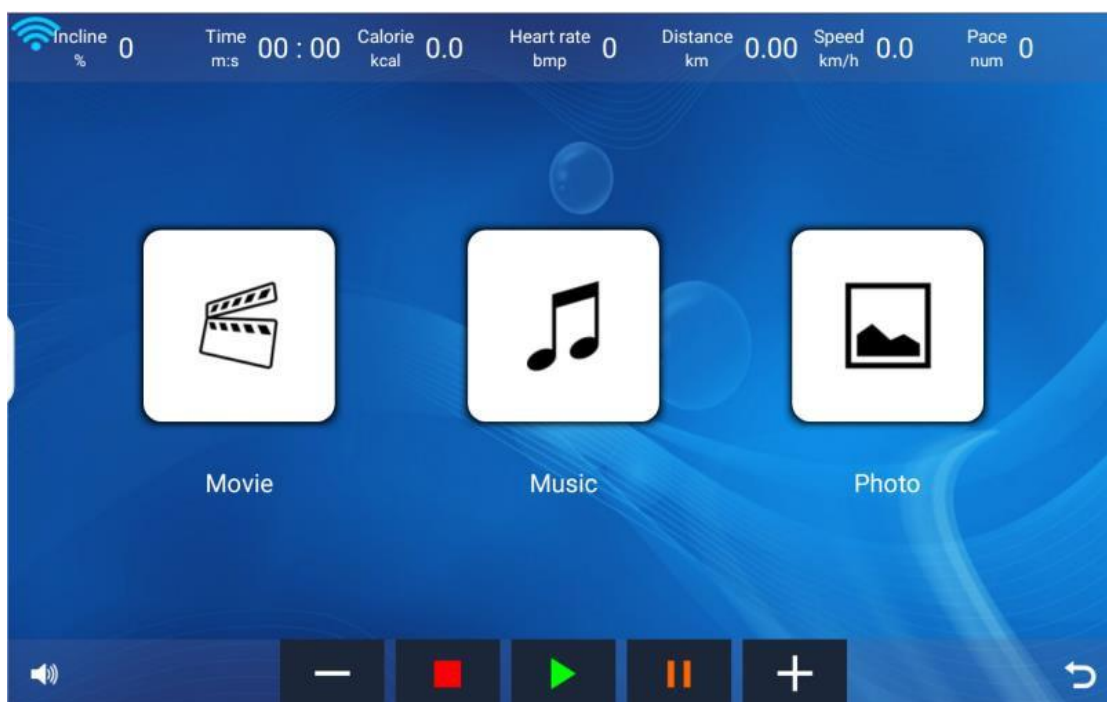 Incline % 0
Time m:s 00 : 00
Calorie kcal 0.0
Heart rate bmp 0
Distance km 0.00
Speed km/h 0.0
Pace num 0
Movie
Music
Photo